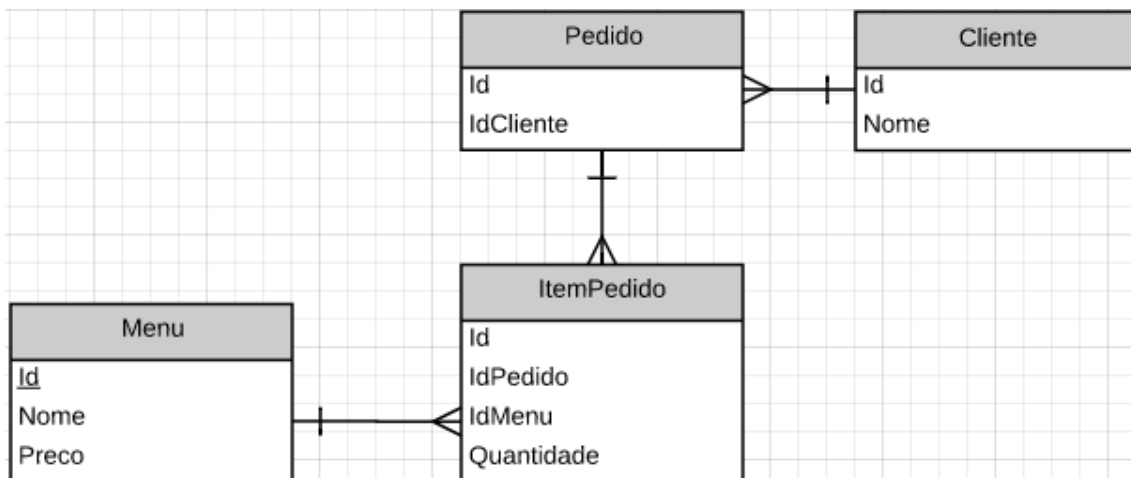 Pedido
Id
IdCliente
Cliente
Id
Nome
ItemPedido
Id
IdPedido
IdMenu
Quantidade
Menu
Id
Nome
Preco